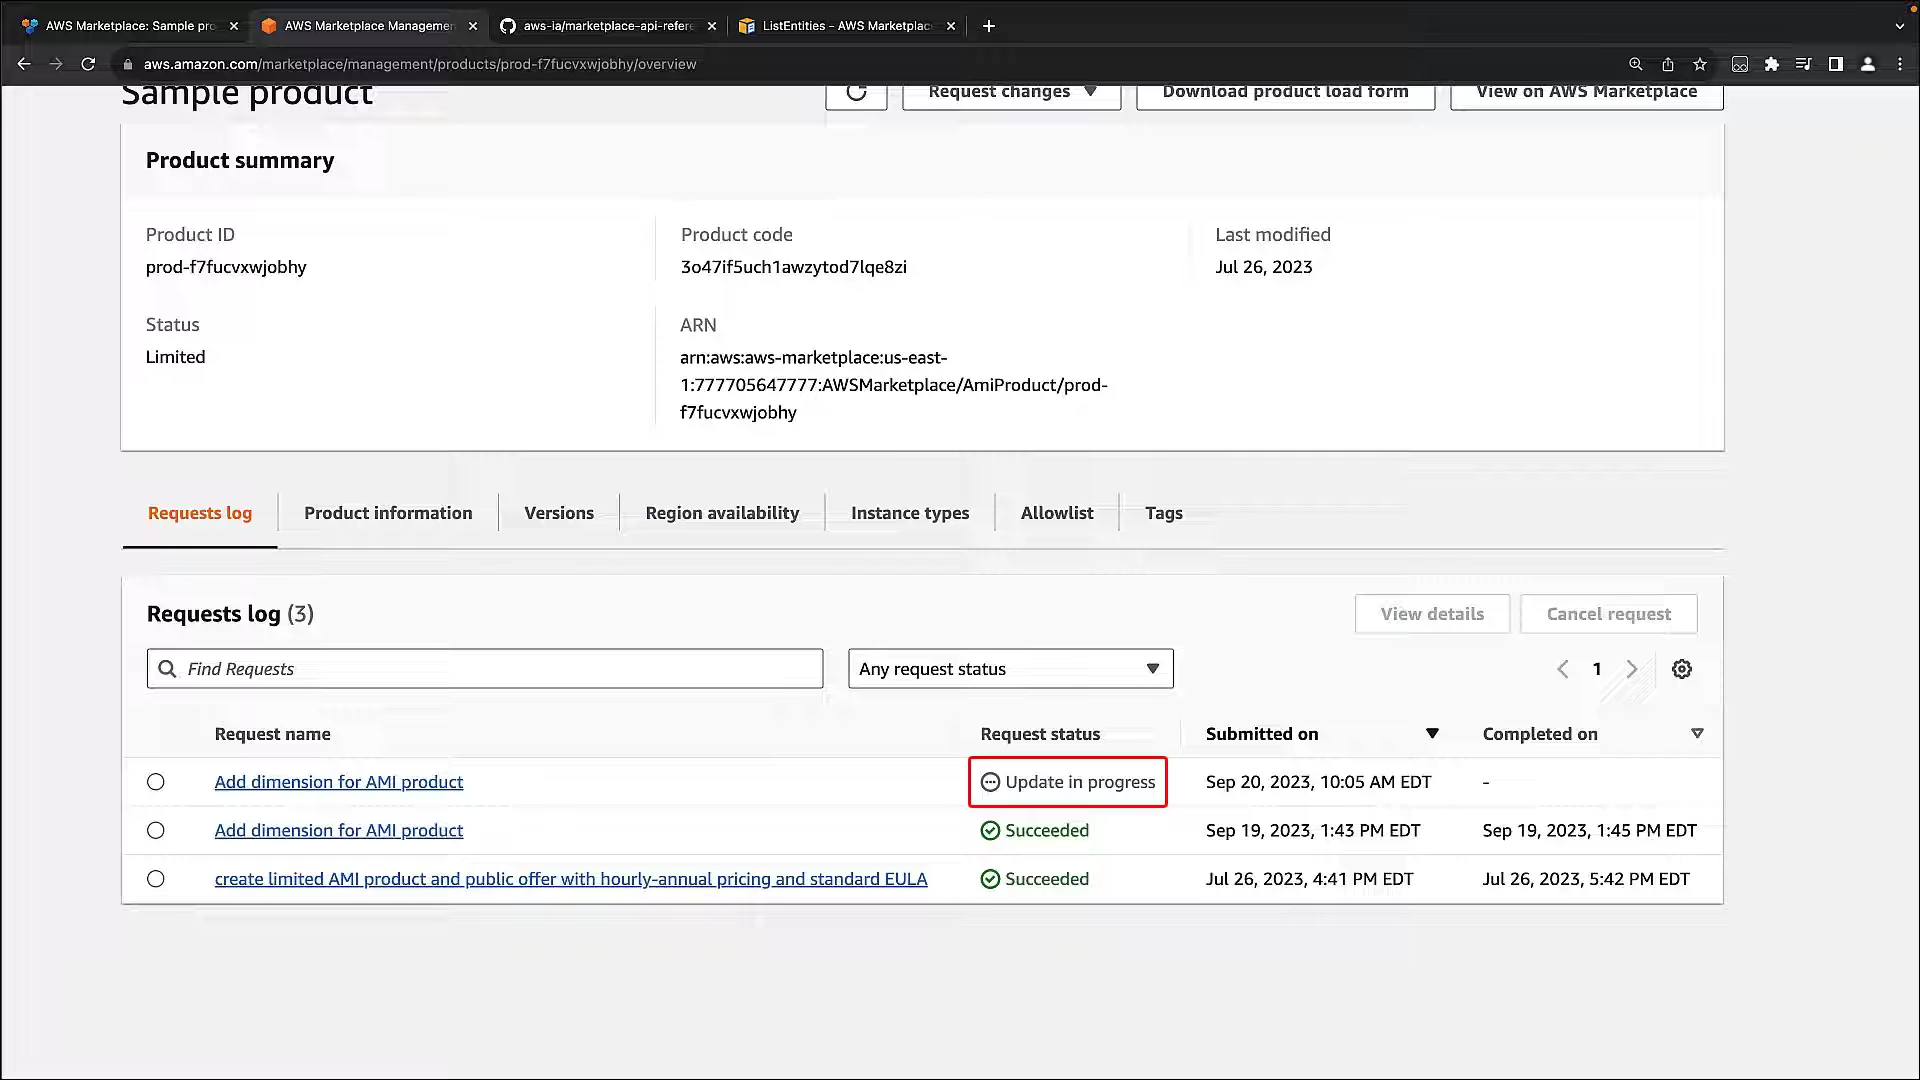 AWS Marketplace: Sample pro
AWS Marketplace Managemen
aws-ia/marketplace-api-refere
ListEntities - AWS Marketplac
aws.amazon.com/marketplace/management/products/prod-f7fucvxwjobhy/overview
Sample product
Request changes
Download product load form
View on AWS Marketplace
Product summary
Product ID
prod-f7fucvxwjobhy
Product code
3o47if5uch1awzytod7lqe8zi
Last modified
Jul 26, 2023
Status
Limited
ARN
arn:aws:aws-marketplace:us-east-
1:777705647777:AWSMarketplace/AmiProduct/prod-
f7fucvxwjobhy
Requests log
Product information
Versions
Region availability
Instance types
Allowlist
Tags
Requests log (3)
View details
Cancel request
Find Requests
Any request status
1
Request name
Request status
Submitted on
Completed on
Add dimension for AMI product
Update in progress
Sep 20, 2023, 10:05 AM EDT
-
Add dimension for AMI product
Succeeded
Sep 19, 2023, 1:43 PM EDT
Sep 19, 2023, 1:45 PM EDT
create limited AMI product and public offer with hourly-annual pricing and standard EULA
Succeeded
Jul 26, 2023, 4:41 PM EDT
Jul 26, 2023, 5:42 PM EDT